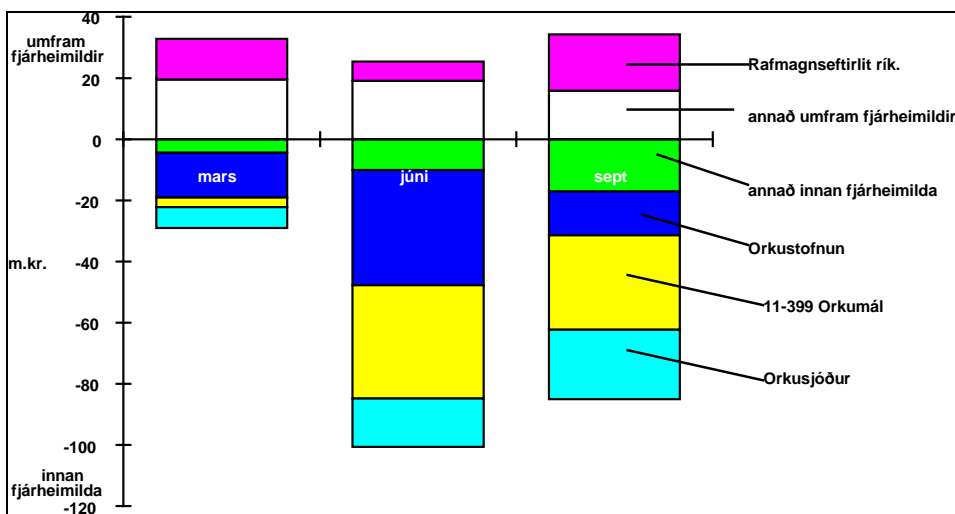 40
umfram
fjárheimildir
20
0
-20
m.kr.
-40
-60
-80
-100
innan
fjárheimilda
-120
mars
júní
sept
Rafmagnseftirlit rík.
annað umfram fjárheimildir
annað innan fjárheimilda
Orkustofnun
11-399 Orkumál
Orkusjóður